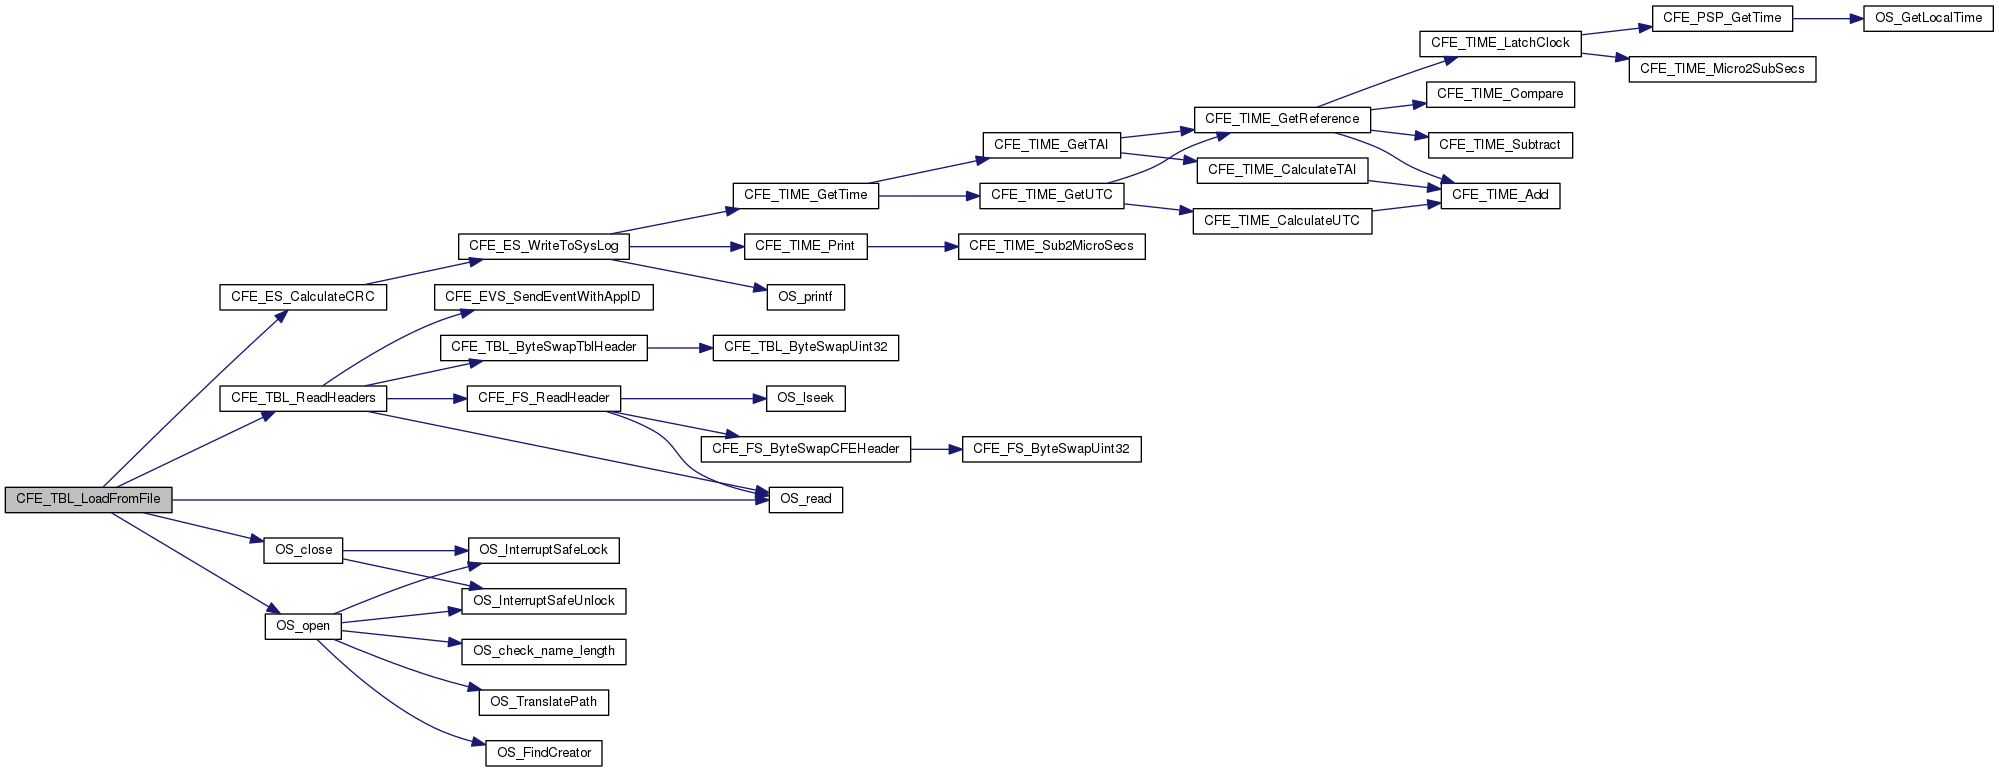 CFE_PSP_GetTime
OS_GetLocalTime
CFE_TIME_LatchClock
CFE_TIME_Micro2SubSecs
CFE_TIME_Compare
CFE_TIME_GetReference
CFE_TIME_GetTAI
CFE_TIME_Subtract
CFE_TIME_CalculateTAI
CFE_TIME_GetTime
CFE_TIME_GetUTC
CFE_TIME_Add
CFE_TIME_CalculateUTC
CFE_ES_WriteToSysLog
CFE_TIME_Print
CFE_TIME_Sub2MicroSecs
CFE_ES_CalculateCRC
CFE_EVS_SendEventWithAppID
OS_printf
CFE_TBL_ByteSwapTblHeader
CFE_TBL_ByteSwapUint32
CFE_TBL_ReadHeaders
CFE_FS_ReadHeader
OS_lseek
CFE_FS_ByteSwapCFEHeader
CFE_FS_ByteSwapUint32
CFE_TBL_LoadFromFile
OS_read
OS_close
OS_InterruptSafeLock
OS_InterruptSafeUnlock
OS_open
OS_check_name_length
OS_TranslatePath
OS_FindCreator